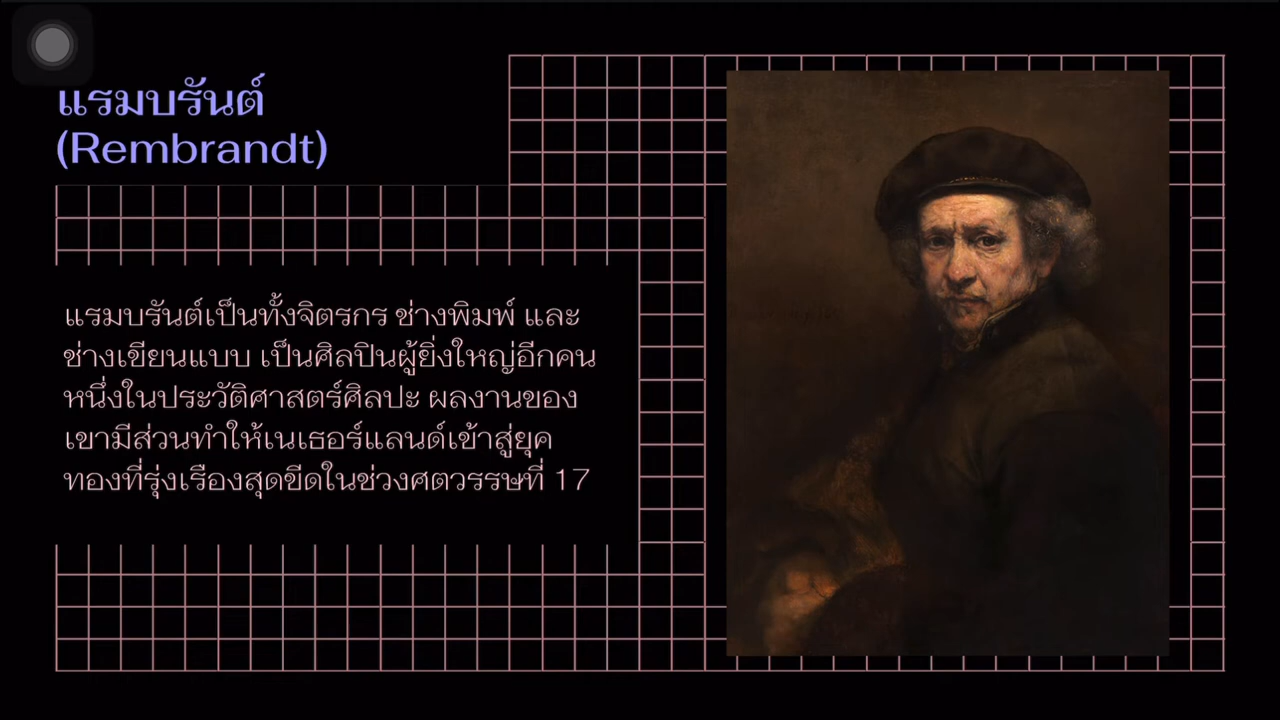 แรมบรันต์
(Rembrandt)
แรมบรันต์เป็นทั้งจิตรกร ช่างพิมพ์ และ
ช่างเขียนแบบ เป็นศิลปินผู้ยิ่งใหญ่อีกคน
หนึ่งในประวัติศาสตร์ศิลปะ ผลงานของ
เขามีส่วนทำให้เนเธอร์แลนด์เข้าสู่ยุค
ทองที่รุ่งเรืองสุดขีดในช่วงศตวรรษที่ 17